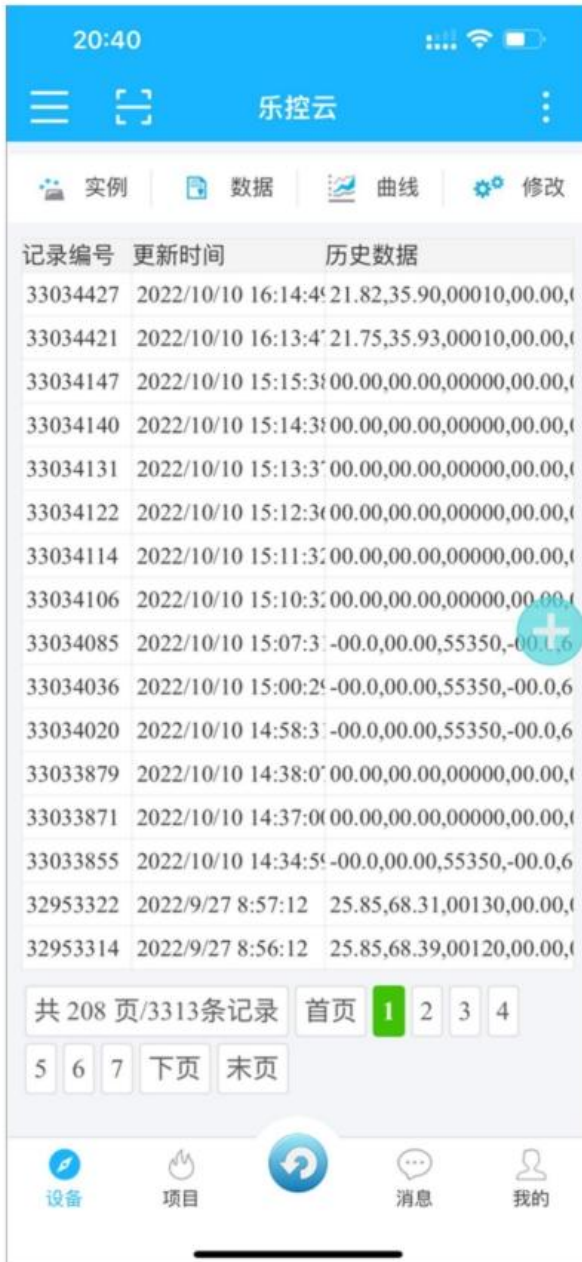 20:40
乐控云
实例 数据 曲线 修改
记录编号 更新时间 历史数据
33034427 2022/10/10 16:14:49 21.82,35.90,00010,00.00,
33034421 2022/10/10 16:13:47 21.75,35.93,00010,00.00,
33034147 2022/10/10 15:15:38 00.00,00.00,00000,00.00,
33034140 2022/10/10 15:14:38 00.00,00.00,00000,00.00,
33034131 2022/10/10 15:13:37 00.00,00.00,00000,00.00,
33034122 2022/10/10 15:12:36 00.00,00.00,00000,00.00,
33034114 2022/10/10 15:11:32 00.00,00.00,00000,00.00,
33034106 2022/10/10 15:10:32 00.00,00.00,00000,00.00,
33034085 2022/10/10 15:07:3 -00.0,00.00,55350,-00.0,6
33034036 2022/10/10 15:00:29 -00.0,00.00,55350,-00.0,6
33034020 2022/10/10 14:58:3 -00.0,00.00,55350,-00.0,6
33033879 2022/10/10 14:38:07 00.00,00.00,00000,00.00,
33033871 2022/10/10 14:37:00 00.00,00.00,00000,00.00,
33033855 2022/10/10 14:34:59 -00.0,00.00,55350,-00.0,6
32953322 2022/9/27 8:57:12 25.85,68.31,00130,00.00,
32953314 2022/9/27 8:56:12 25.85,68.39,00120,00.00,
共 208 页/3313条记录 首页 1 2 3 4
5 6 7 下页 末页
设备 项目 消息 我的